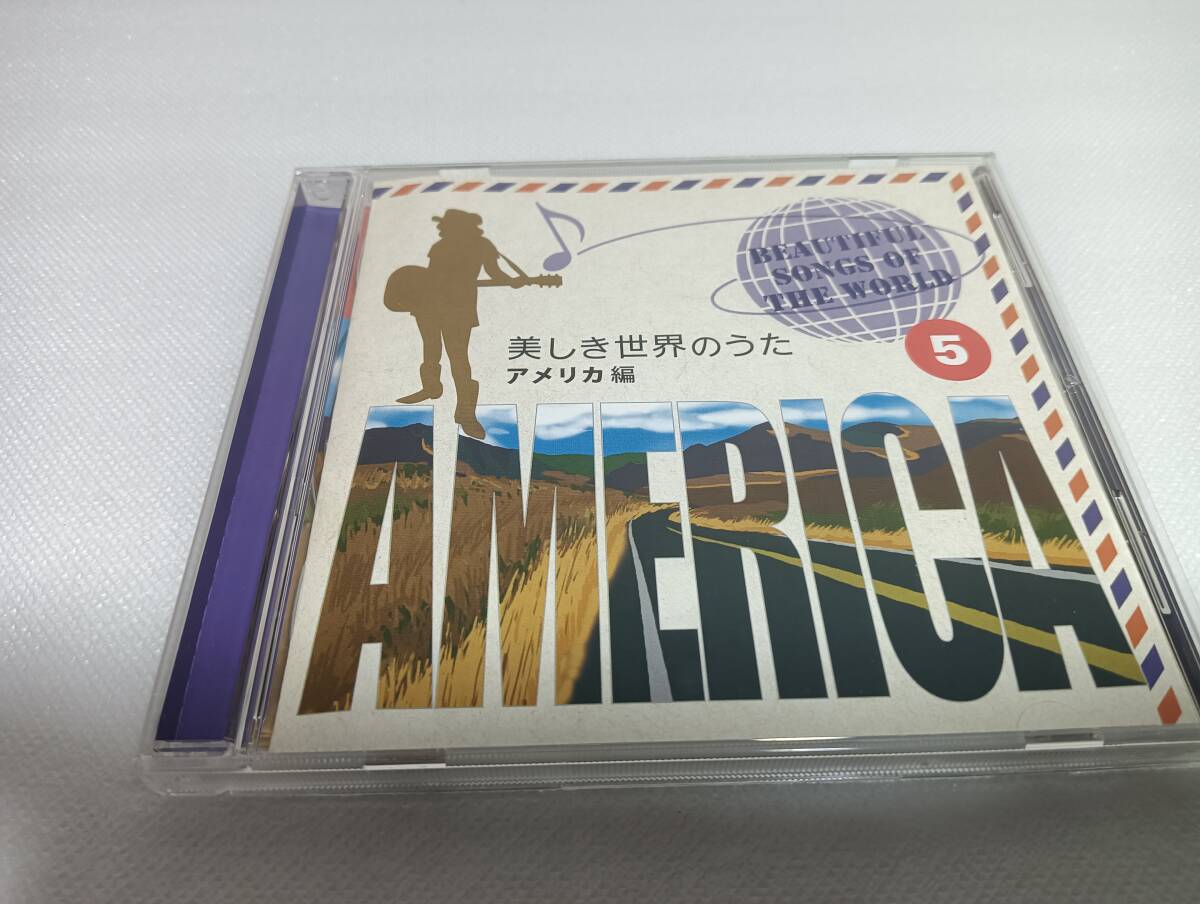 BEAUTIFUL
SONGS OF
THE WORLD
美しき世界のうた
アメリカ編
5
AMERICA